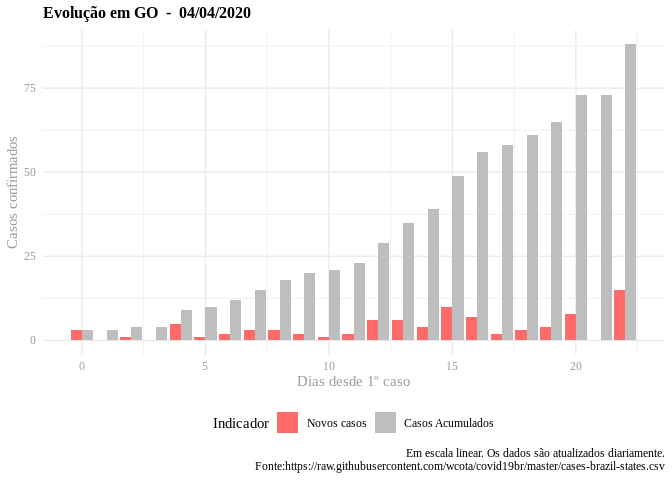 Evolução em GO - 04/04/2020
Casos confirmados
75
50
25
0
0 5 10 15 20
Dias desde 1º caso
Indicador Novos casos Casos Acumulados
Em escala linear. Os dados são atualizados diariamente.
Fonte:https://raw.githubusercontent.com/wcota/covid19br/master/cases-brazil-states.csv